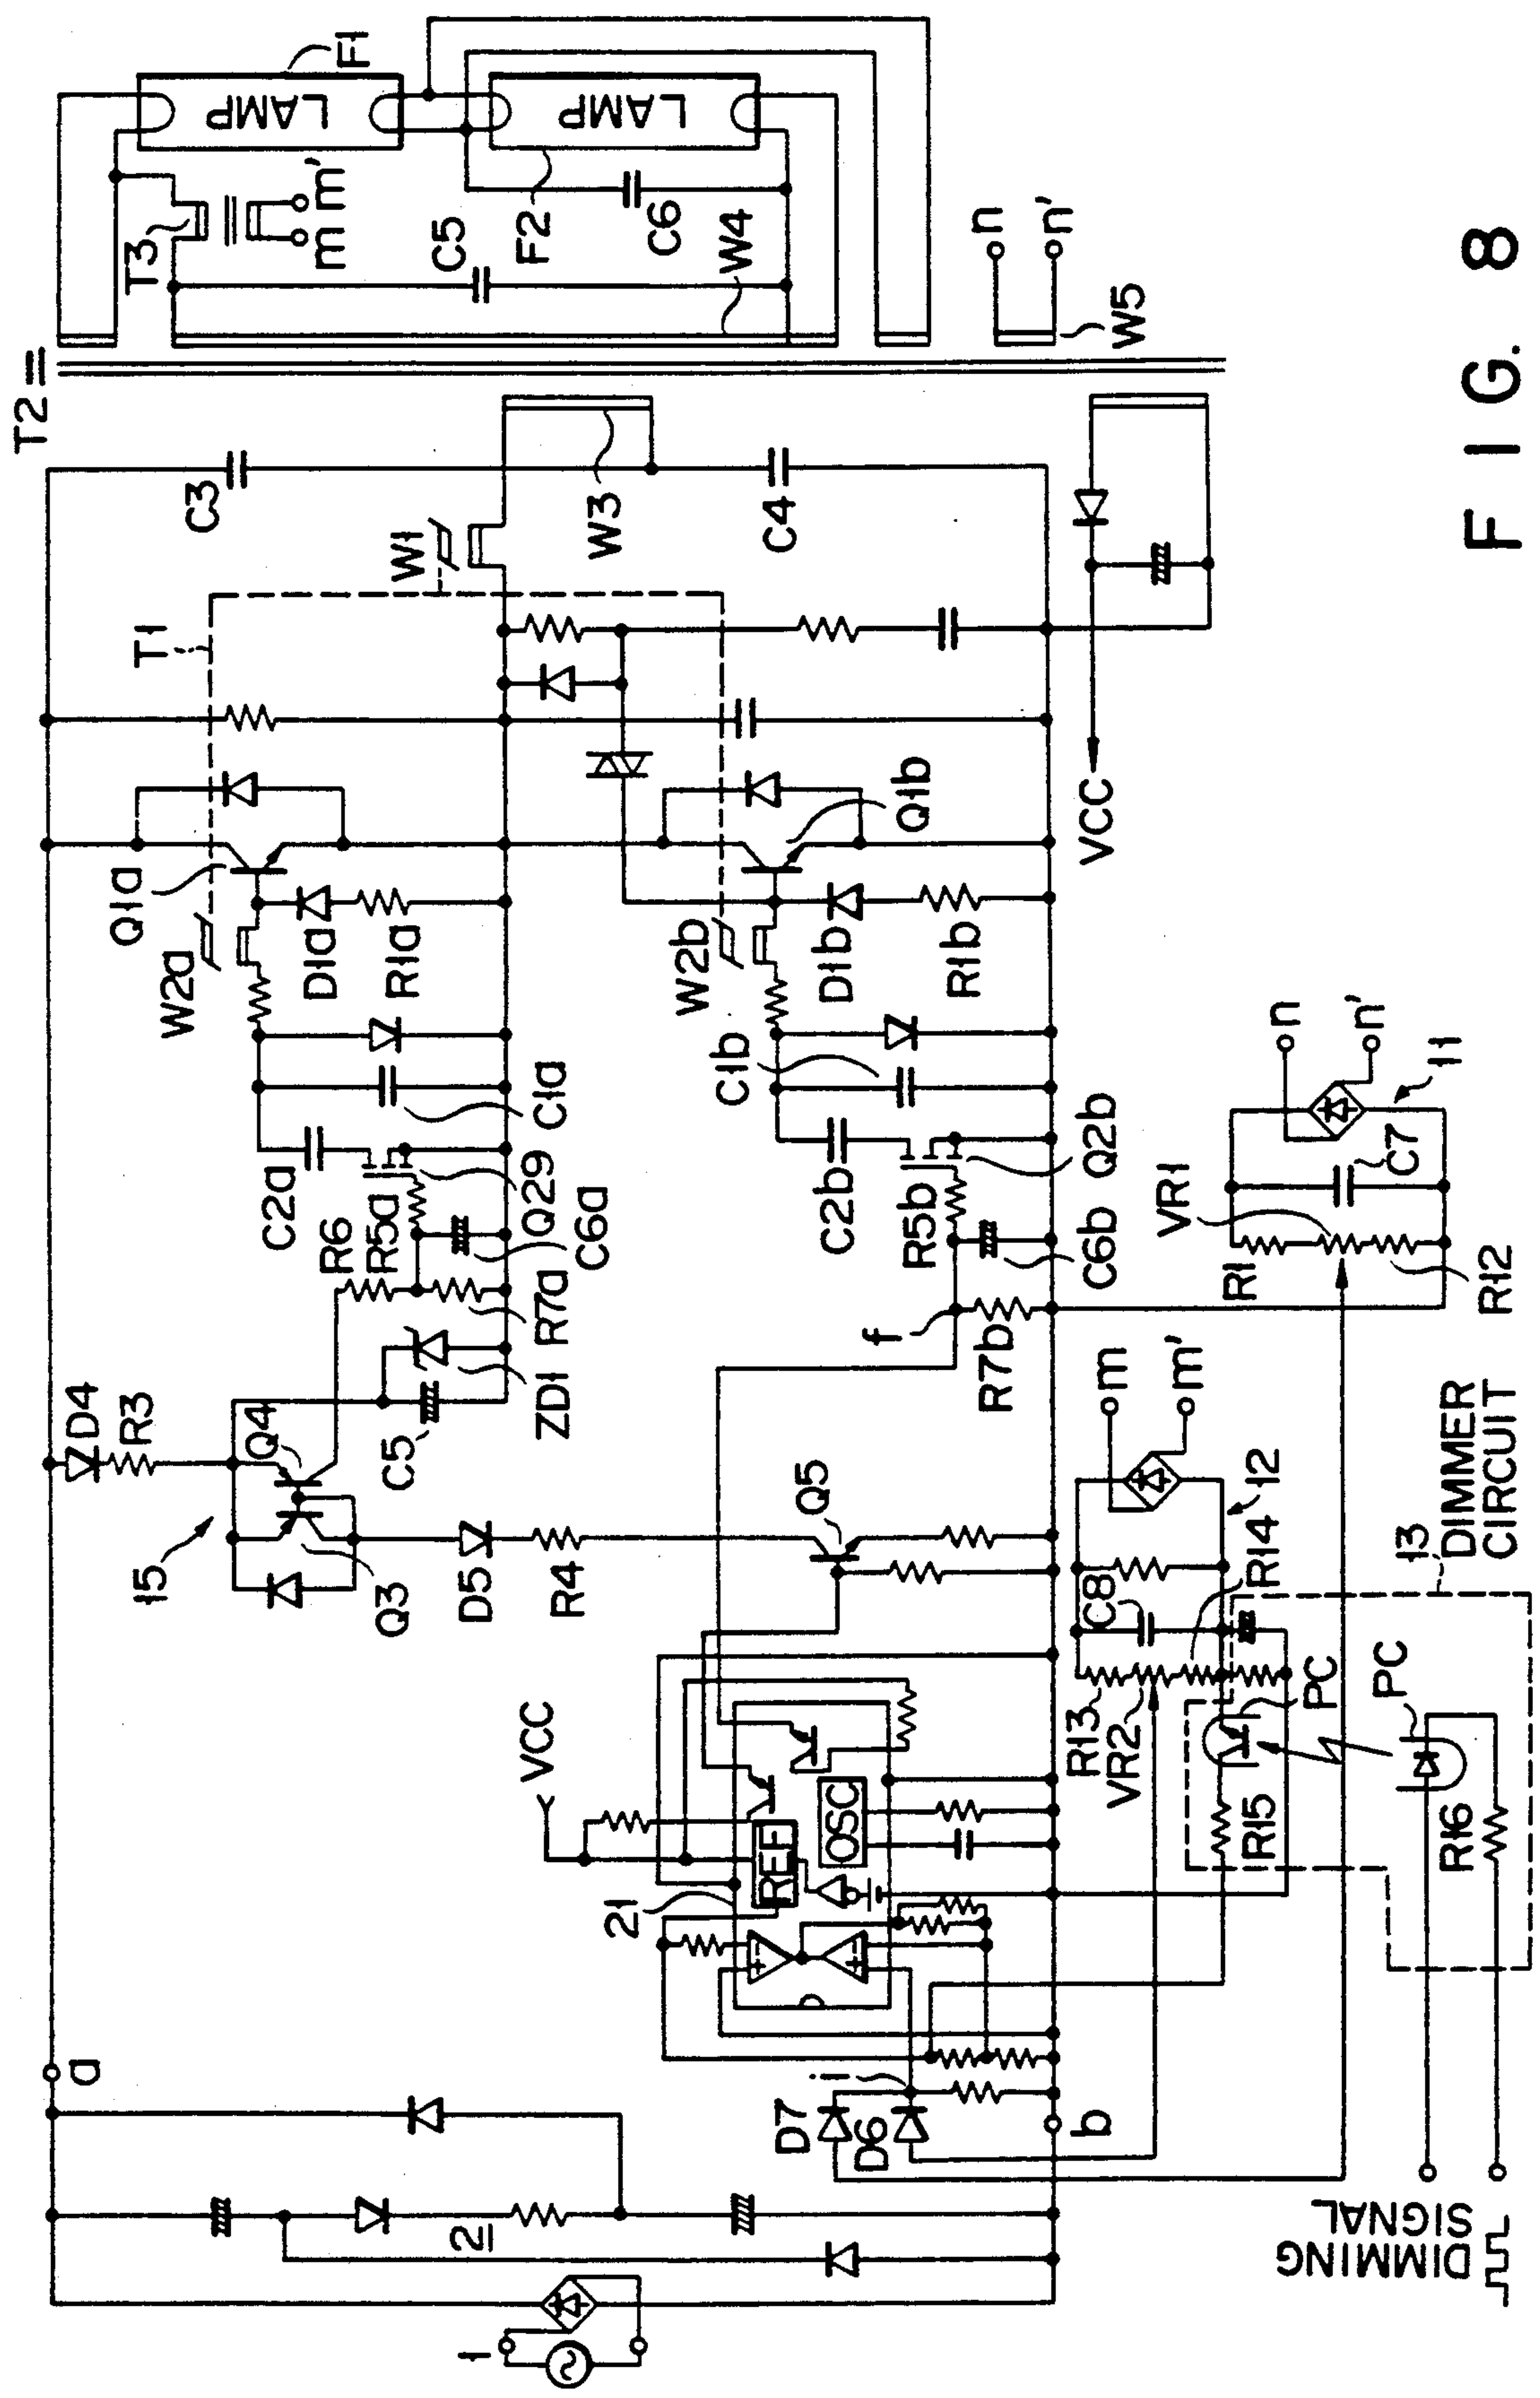 T2
C3
W3
C4
W1
T1
Q1a
Q1b
W2a
D1a
R1a
W2b
D1b
R1b
VCC
C1a
C1b
C2a
Q29
C2b
Q2b
R6
R5a
C6a
R7a
R5b
C6b
f
R7b
ZD1
C5
D4
R3
Q4
15
Q3
D5
R4
Q5
VCC
21
REF
OSC
+
-
+
-
a
b
D7
D6
i
2
1
T3
m
m'
C5
F2
C6
W4
LAMP
LAMP
F1
n
n'
W5
n
n'
11
VR1
C7
R1
R12
m
m'
12
C8
R14
R13
VR2
13
DIMMER
CIRCUIT
PC
PC
R15
R16
DIMMING
SIGNAL
FIG. 8